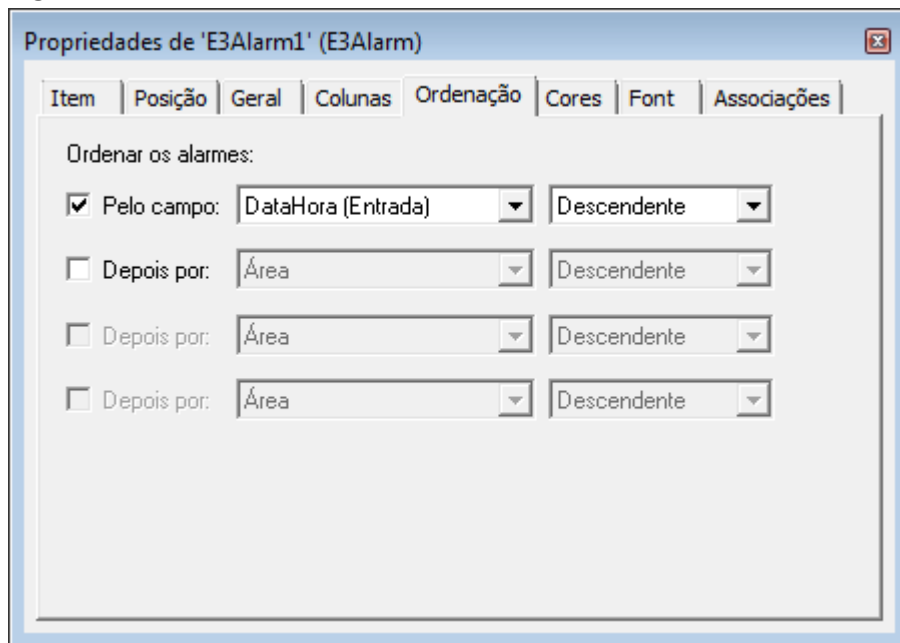 Propriedades de 'E3Alarm1' (E3Alarm)
Item Posição Geral Colunas Ordenação Cores Font Associações
Ordenar os alarmes:
Pelo campo: DataHora (Entrada) Descendente
Depois por: Área Descendente
Depois por: Área Descendente
Depois por: Área Descendente